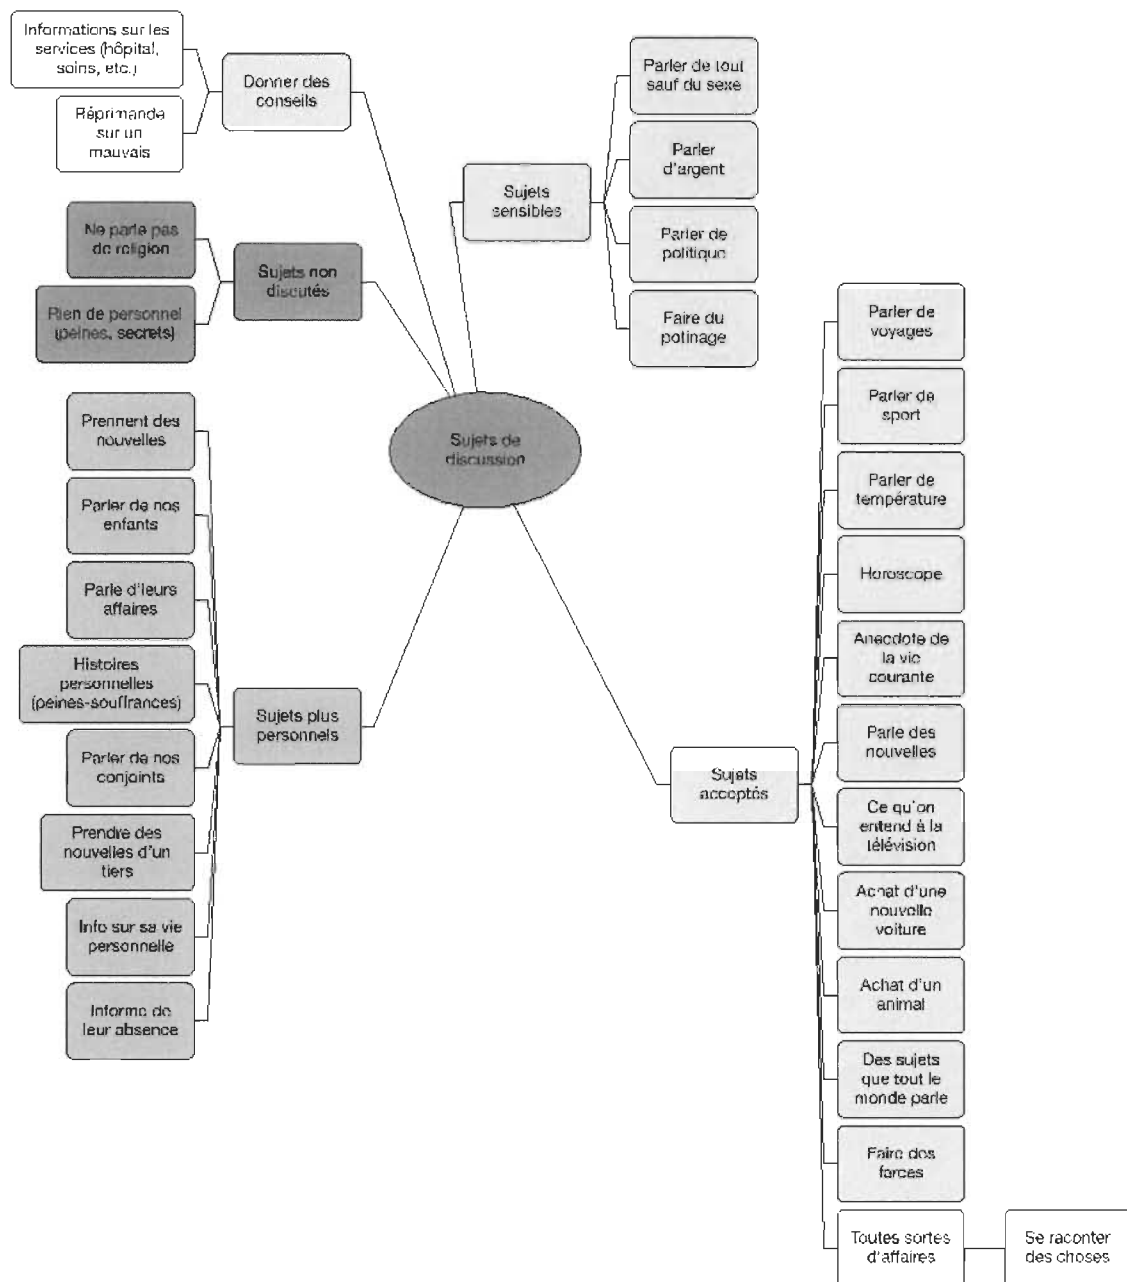 Informations sur les
services (hôpital,
soins, etc.)
Donner des
conseils
Réprimande
sur un
mauvais
Ne parle pas
de religion
Sujets non
discutés
Rien de personnel
(peines, secrets)
Sujets
sensibles
Parler de tout
sauf du sexe
Parler
d'argent
Parler de
politique
Faire du
potinage
Sujets de
discussion
Prennent des
nouvelles
Parler de nos
enfants
Parle d'leurs
affaires
Histoires
personnelles
(peines-souffrances)
Sujets plus
personnels
Parler de nos
conjoints
Prendre des
nouvelles d'un
tiers
Info sur sa vie
personnelle
Informe de
leur absence
Sujets
acceptés
Parler de
voyages
Parler de
sport
Parler de
température
Horoscope
Anecdote de
la vie
courante
Parle des
nouvelles
Ce qu'on
entend à la
télévision
Achat d'une
nouvelle
voiture
Achat d'un
animal
Des sujets
que tout le
monde parle
Faire des
farces
Toutes sortes
d'affaires
Se raconter
des choses